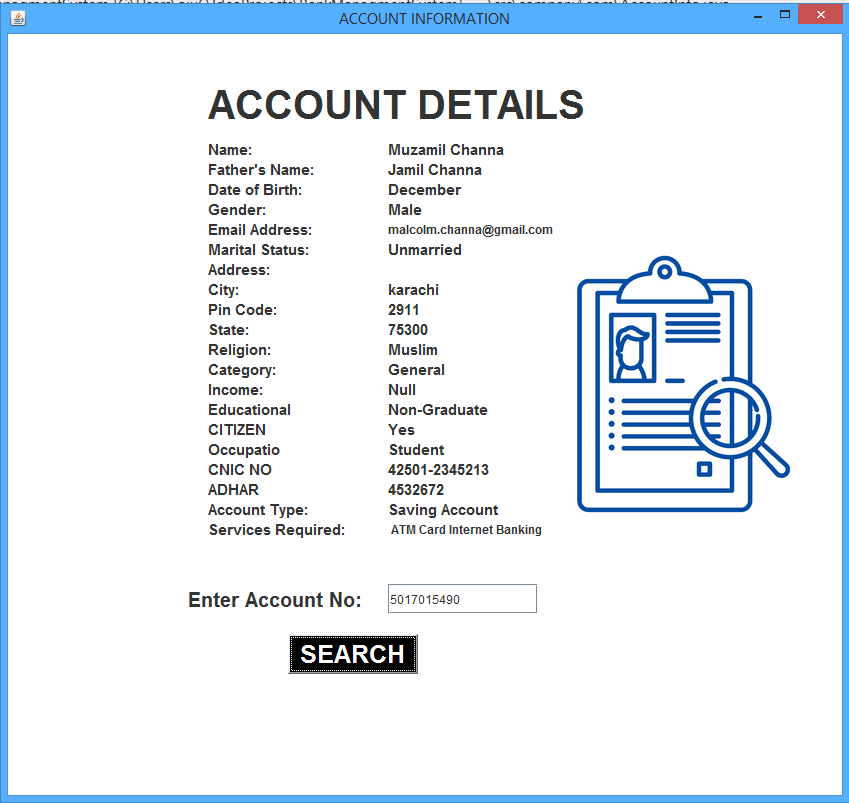 ACCOUNT INFORMATION
ACCOUNT DETAILS
Name: Muzamil Channa
Father's Name: Jamil Channa
Date of Birth: December
Gender: Male
Email Address: malcolm.channa@gmail.com
Marital Status: Unmarried
Address:
City: karachi
Pin Code: 2911
State: 75300
Religion: Muslim
Category: General
Income: Null
Educational Non-Graduate
CITIZEN Yes
Occupatio Student
CNIC NO 42501-2345213
ADHAR 4532672
Account Type: Saving Account
Services Required: ATM Card Internet Banking
Enter Account No: 5017015490
SEARCH